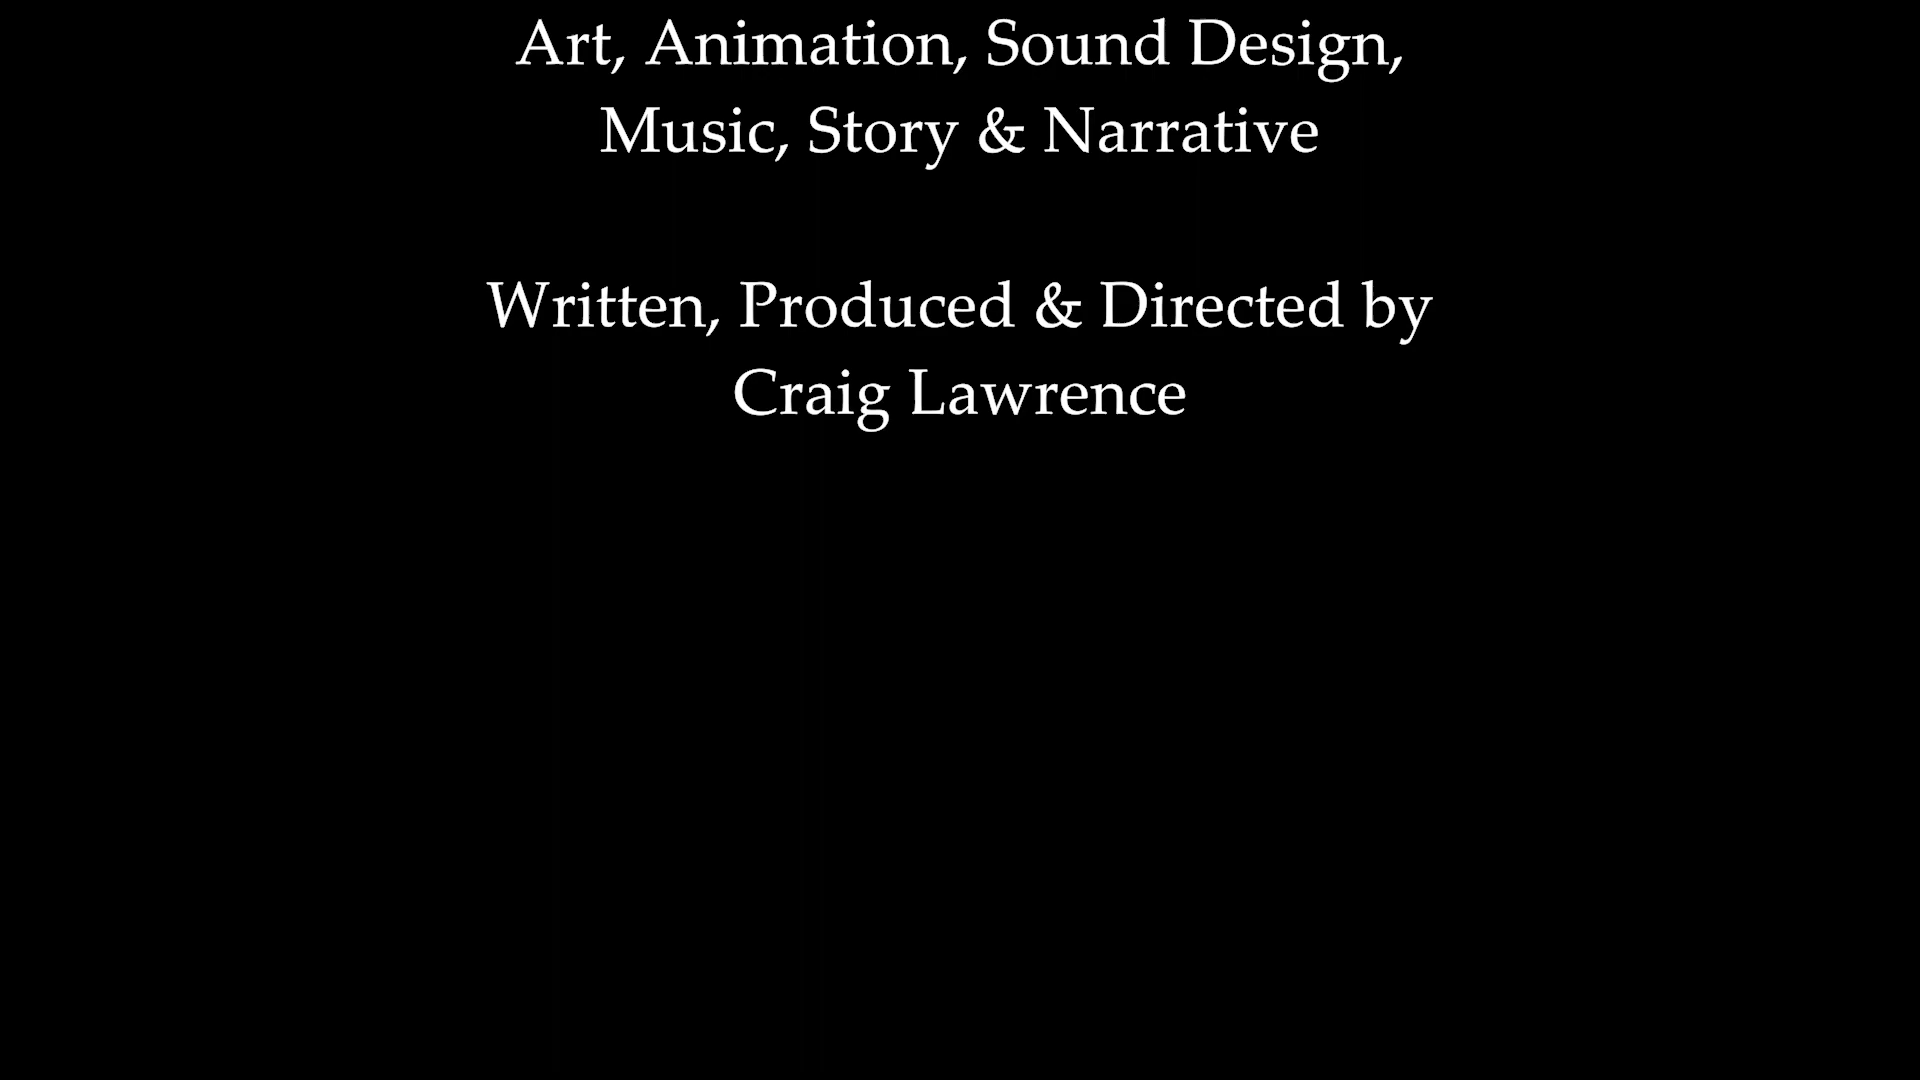 Art, Animation, Sound Design,
Music, Story & Narrative
Written, Produced & Directed by
Craig Lawrence